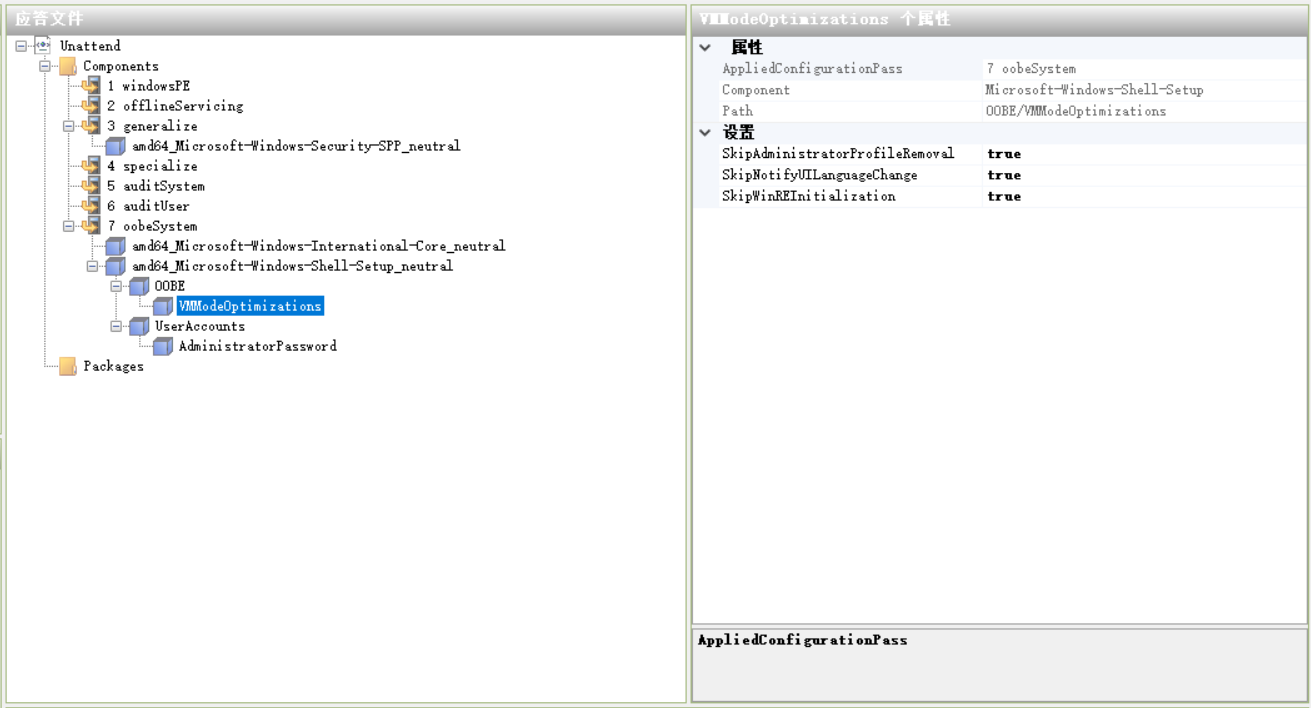 应答文件
Unattend
Components
1 windowsPE
2 offlineServicing
3 generalize
amd64_Microsoft-Windows-Security-SPP_neutral
4 specialize
5 auditSystem
6 auditUser
7 oobeSystem
amd64_Microsoft-Windows-International-Core_neutral
amd64_Microsoft-Windows-Shell-Setup_neutral
OOBE
VMModeOptimizations
UserAccounts
AdministratorPassword
Packages
VMModeOptimizations 个属性
属性
AppliedConfigurationPass 7 oobeSystem
Component Microsoft-Windows-Shell-Setup
Path OOBE/VMModeOptimizations
设置
SkipAdministratorProfileRemoval true
SkipNotifyUILanguageChange true
SkipWinREInitialization true
AppliedConfigurationPass